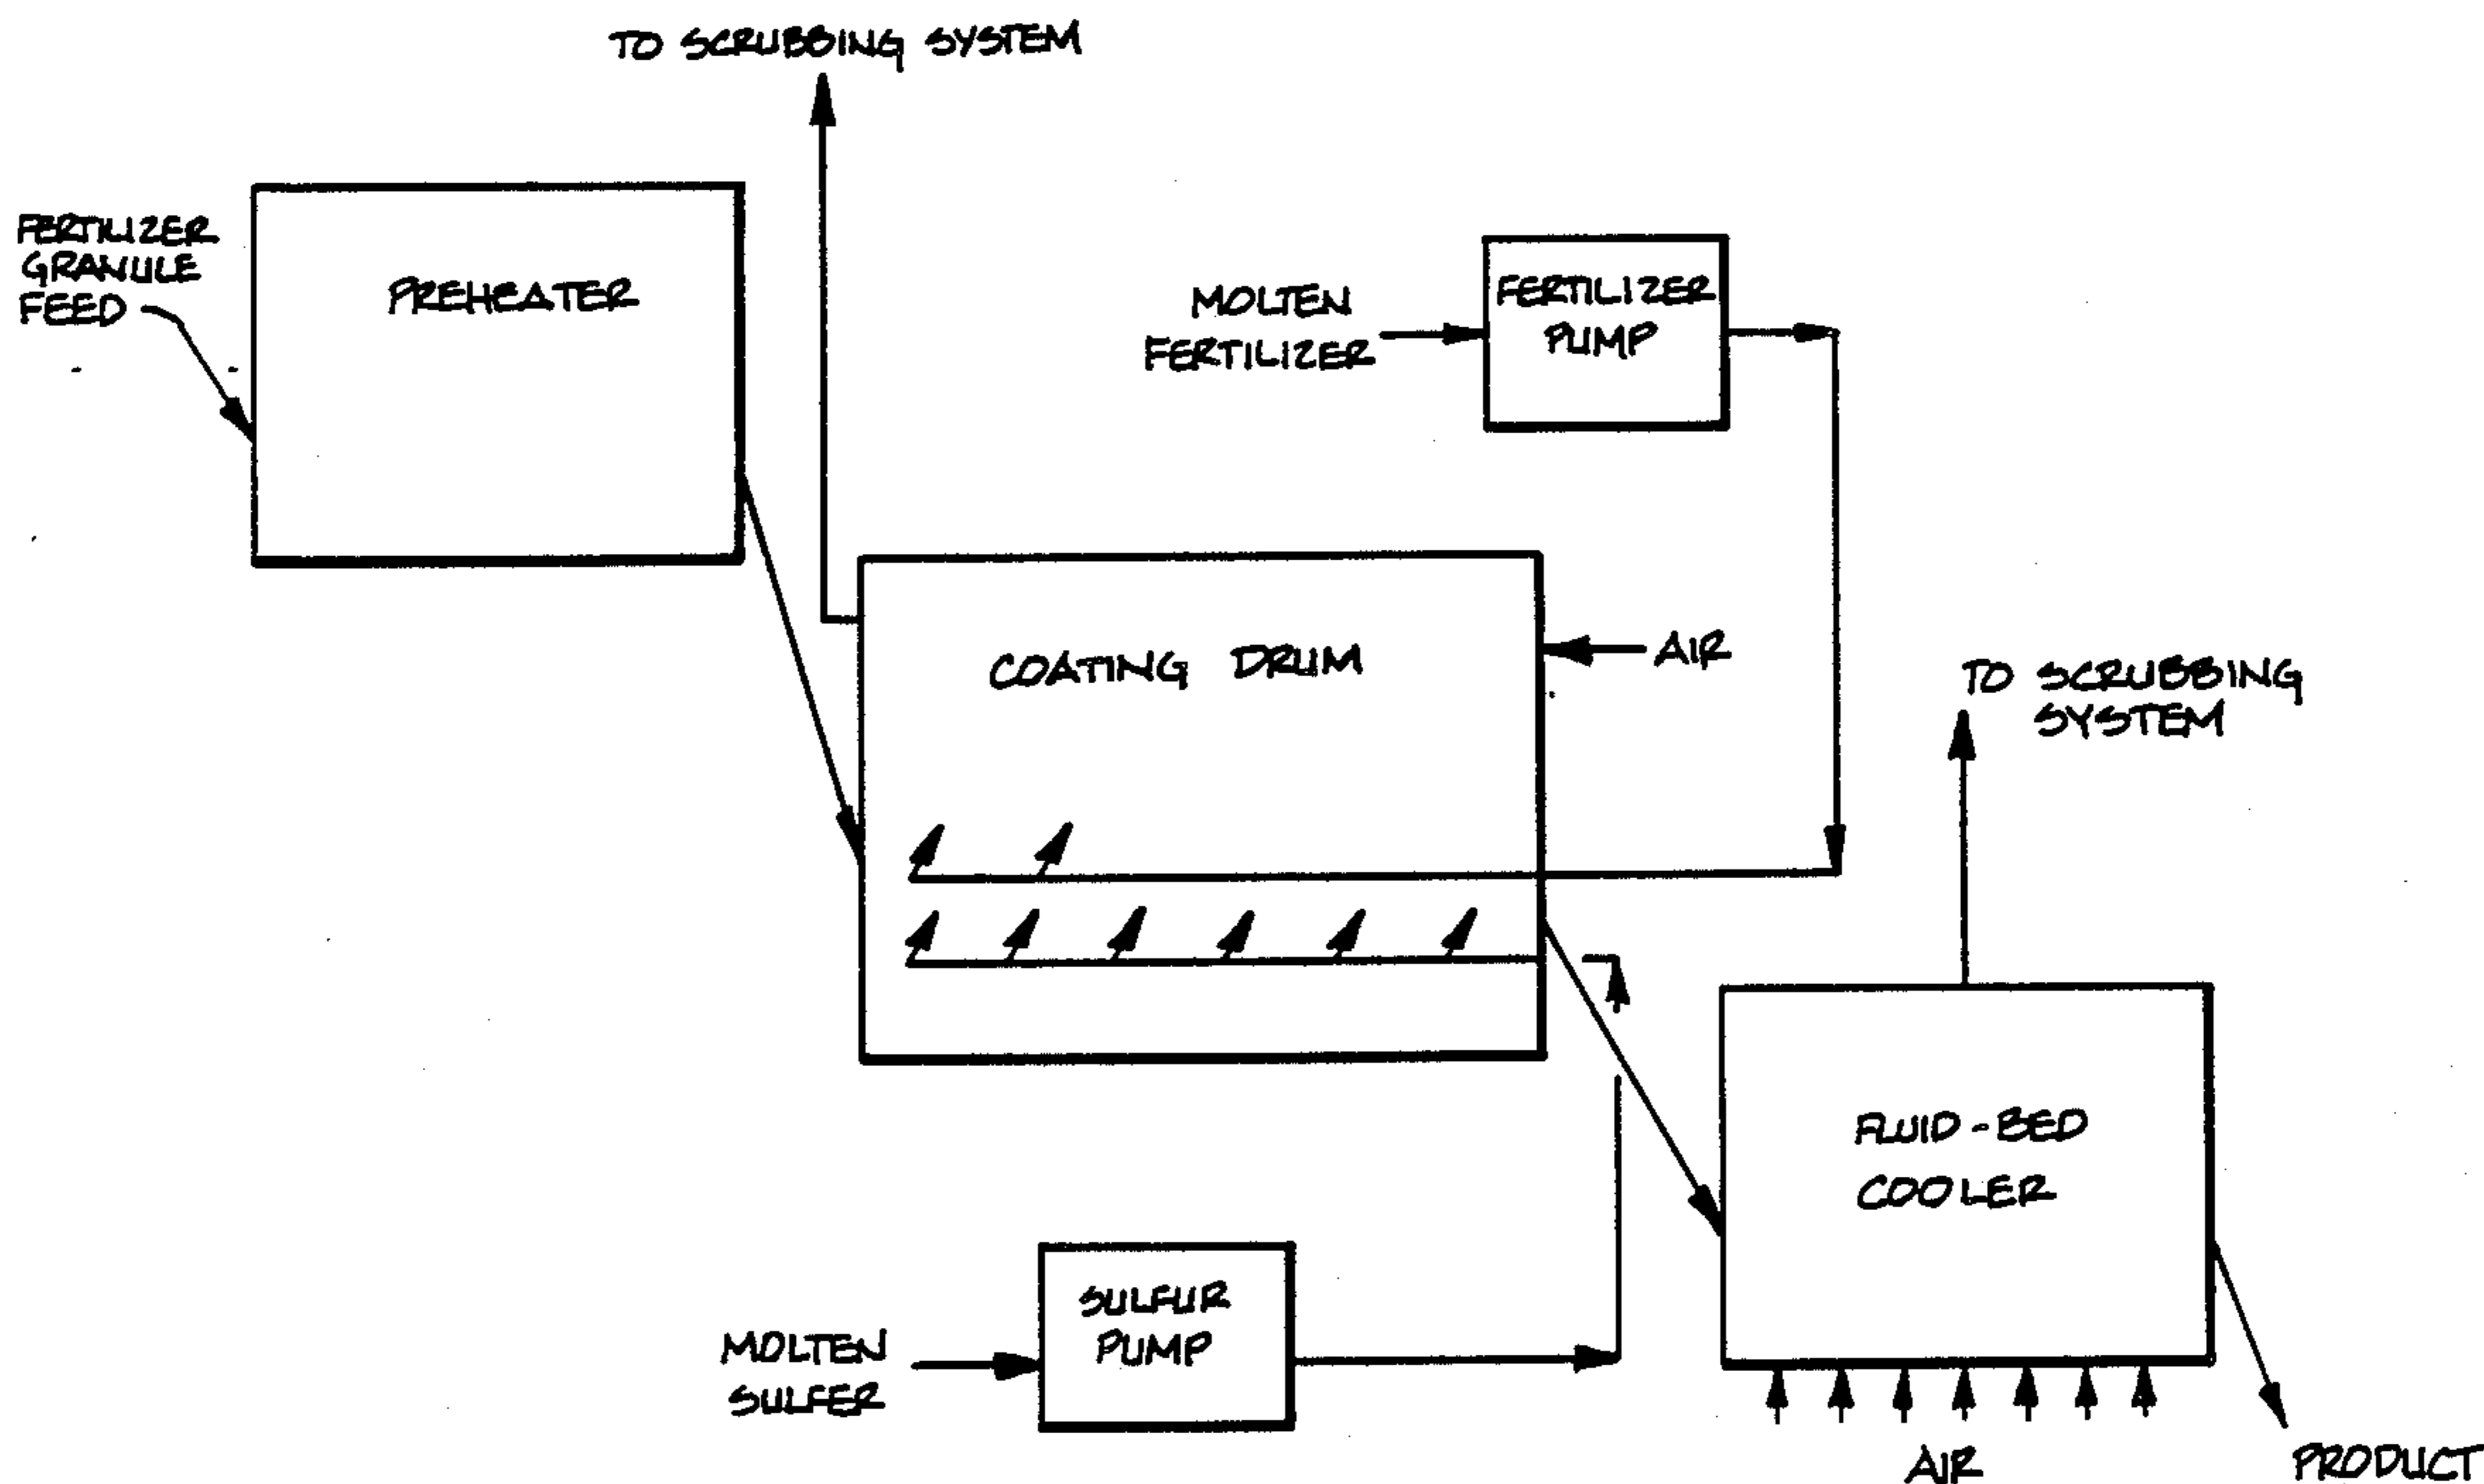 TO SCRUBBING SYSTEM
FERTILIZER
GRANULE
FEED
PREHEATER
MOLTEN
FERTILIZER
FERTILIZER
PUMP
COATING DRUM
AIR
TO SCRUBBING
SYSTEM
FLUID-BED
COOLER
MOLTEN
SULFER
SULFUR
PUMP
AIR
PRODUCT